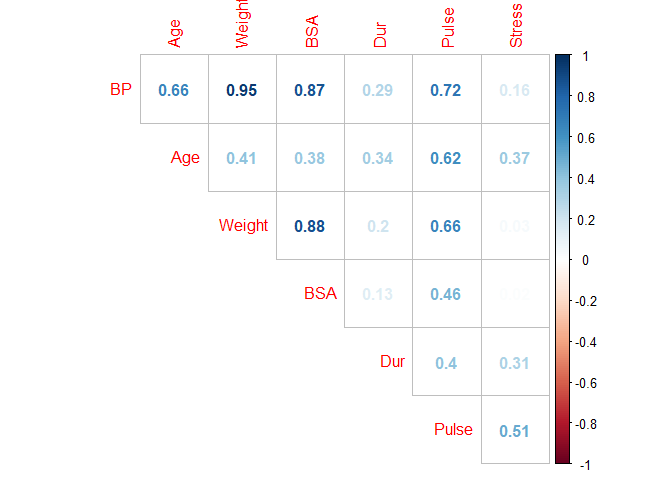 Age Weight BSA Dur Pulse Stress
BP 0.66 0.95 0.87 0.29 0.72 0.16 1
0.8
Age 0.41 0.38 0.34 0.62 0.37 0.6
0.4
Weight 0.88 0.2 0.66 0.03 0.2
0
BSA 0.13 0.46 -0.2
-0.4
Dur 0.4 0.31 -0.6
-0.8
Pulse 0.51
-1